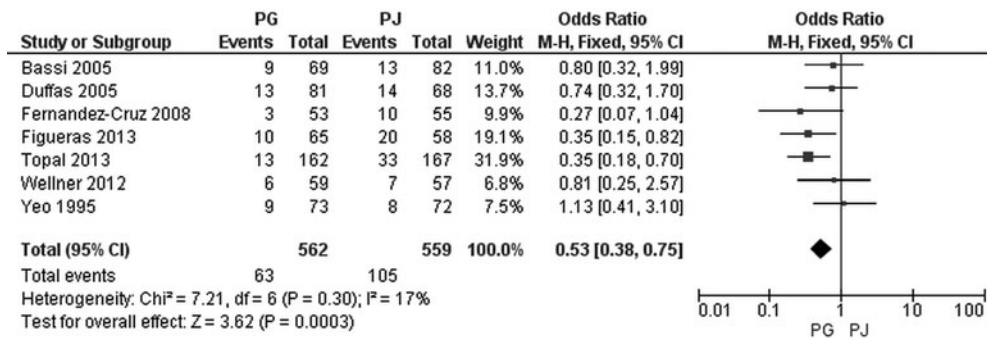 PG PJ Odds Ratio Odds Ratio
Study or Subgroup Events Total Events Total Weight M-H, Fixed, 95% CI M-H, Fixed, 95% CI
Bassi 2005 9 69 13 82 11.0% 0.80 [0.32, 1.99]
Duffas 2005 13 81 14 68 13.7% 0.74 [0.32, 1.70]
Fernandez-Cruz 2008 3 53 10 55 9.9% 0.27 [0.07, 1.04]
Figueras 2013 10 65 20 58 19.1% 0.35 [0.15, 0.82]
Topal 2013 13 162 33 167 31.9% 0.35 [0.18, 0.70]
Wellner 2012 6 59 7 57 6.8% 0.81 [0.25, 2.57]
Yeo 1995 9 73 8 72 7.5% 1.13 [0.41, 3.10]
Total (95% CI) 562 559 100.0% 0.53 [0.38, 0.75]
Total events 63 105
Heterogeneity: Chi² = 7.21, df = 6 (P = 0.30); I² = 17%
Test for overall effect: Z = 3.62 (P = 0.0003)
0.01 0.1 1 10 100
PG PJ